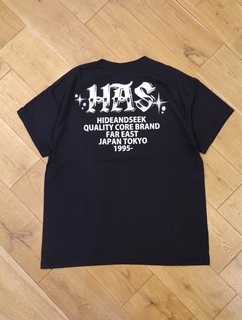 HAS
HIDEANDSEEK
QUALITY CORE BRAND
FAR EAST
JAPAN TOKYO
1995-